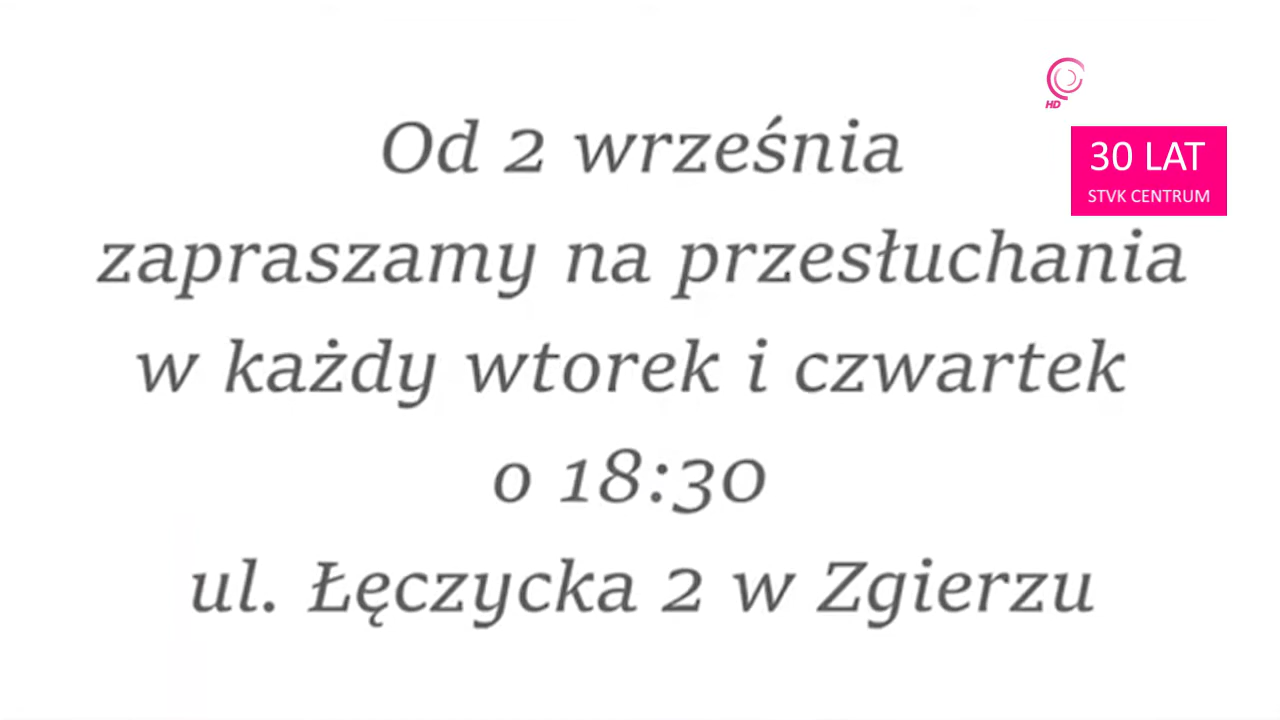 HD
30 LAT
STVK CENTRUM
Od 2 września
zapraszamy na przesłuchania
w każdy wtorek i czwartek
o 18:30
ul. Łęczycka 2 w Zgierzu